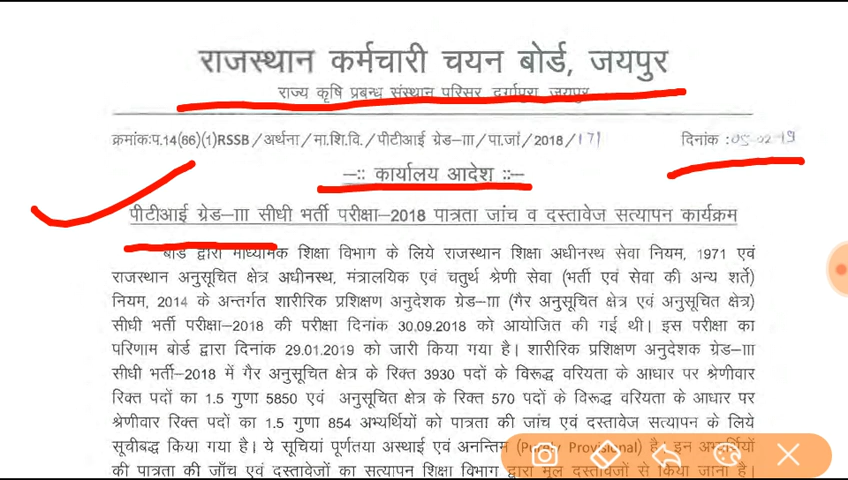 राजस्थान कर्मचारी चयन बोर्ड, जयपुर
राज्य कृषि प्रबन्ध संस्थान परिसर दुर्गापुरा, जयपुर
क्रमांकःप.14(66)(1)RSSB/अर्थना/मा.शि.वि./पीटीआई ग्रेड-III/पा.जां/2018/171 दिनांक :05-02-19
-:: कार्यालय आदेश ::-
पीटीआई ग्रेड-III सीधी भर्ती परीक्षा-2018 पात्रता जांच व दस्तावेज सत्यापन कार्यक्रम
बोर्ड द्वारा माध्यमिक शिक्षा विभाग के लिये राजस्थान शिक्षा अधीनस्थ सेवा नियम, 1971 एवं
राजस्थान अनुसूचित क्षेत्र अधीनस्थ, मंत्रालयिक एवं चतुर्थ श्रेणी सेवा (भर्ती एवं सेवा की अन्य शर्ते)
नियम, 2014 के अन्तर्गत शारीरिक प्रशिक्षण अनुदेशक ग्रेड-III (गैर अनुसूचित क्षेत्र एवं अनुसूचित क्षेत्र)
सीधी भर्ती परीक्षा-2018 की परीक्षा दिनांक 30.09.2018 को आयोजित की गई थी। इस परीक्षा का
परिणाम बोर्ड द्वारा दिनांक 29.01.2019 को जारी किया गया है। शारीरिक प्रशिक्षण अनुदेशक ग्रेड-III
सीधी भर्ती-2018 में गैर अनुसूचित क्षेत्र के रिक्त 3930 पदों के विरूद्ध वरियता के आधार पर श्रेणीवार
रिक्त पदों का 1.5 गुणा 5850 एवं अनुसूचित क्षेत्र के रिक्त 570 पदों के विरूद्ध वरियता के आधार पर
श्रेणीवार रिक्त पदों का 1.5 गुणा 854 अभ्यर्थियों को पात्रता की जांच एवं दस्तावेज सत्यापन के लिये
सूचीबद्ध किया गया है। ये सूचियां पूर्णतया अस्थाई एवं अनन्तिम (Purely Provisional) है। इन अभ्यर्थियों
की पात्रता की जाँच एवं दस्तावेजों का सत्यापन शिक्षा विभाग द्वारा मूल दस्तावेजों से किया जाना है।